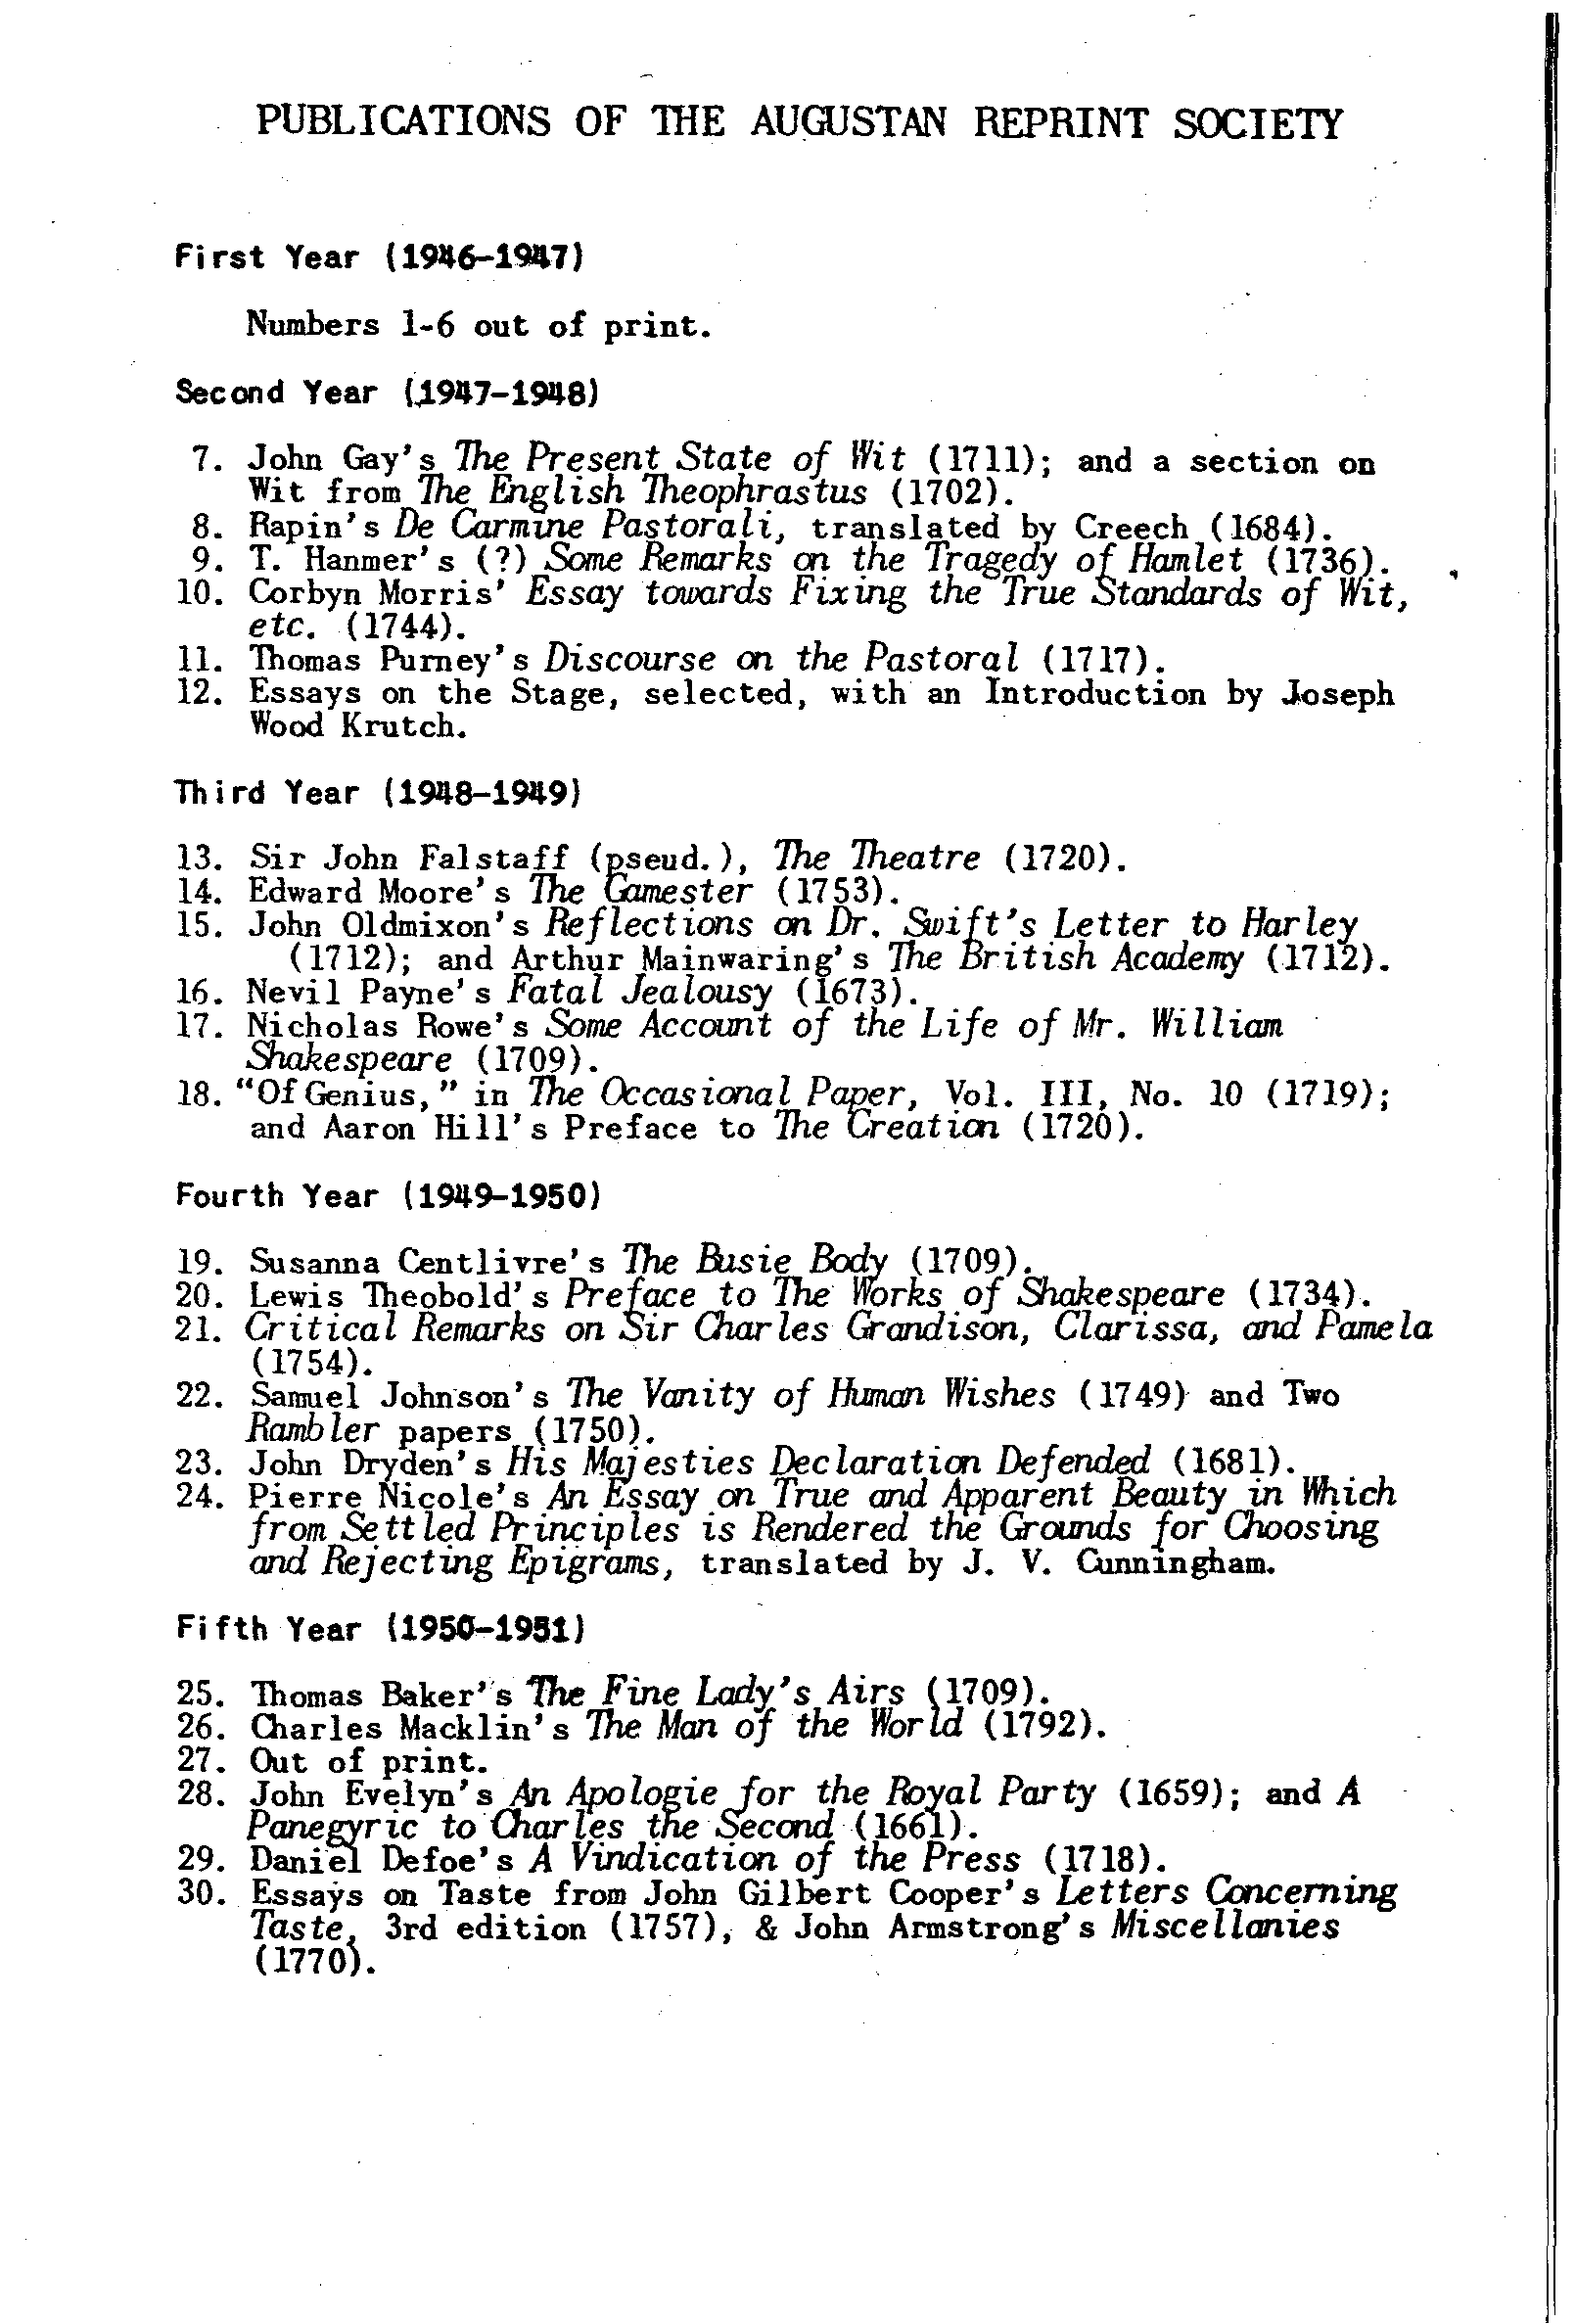 PUBLICATIONS OF THE AUGUSTAN REPRINT SOCIETY
First Year (1946-1947)
Numbers 1-6 out of print.
Second Year (1947-1948)
7. John Gay's The Present State of Wit (1711); and a section on
Wit from The English Theophrastus (1702).
8. Rapin's De Carmine Pastorali, translated by Creech (1684).
9. T. Hanmer's (?) Some Remarks on the Tragedy of Hamlet (1736).
10. Corbyn Morris' Essay towards Fixing the True Standards of Wit,
etc. (1744).
11. Thomas Purney's Discourse on the Pastoral (1717).
12. Essays on the Stage, selected, with an Introduction by Joseph
Wood Krutch.
Third Year (1948-1949)
13. Sir John Falstaff (pseud.), The Theatre (1720).
14. Edward Moore's The Gamester (1753).
15. John Oldmixon's Reflections on Dr. Swift's Letter to Harley
(1712); and Arthur Mainwaring's The British Academy (1712).
16. Nevil Payne's Fatal Jealousy (1673).
17. Nicholas Rowe's Some Account of the Life of Mr. William
Shakespeare (1709).
18. "Of Genius," in The Occasional Paper, Vol. III, No. 10 (1719);
and Aaron Hill's Preface to The Creation (1720).
Fourth Year (1949-1950)
19. Susanna Centlivre's The Busie Body (1709).
20. Lewis Theobold's Preface to The Works of Shakespeare (1734).
21. Critical Remarks on Sir Charles Grandison, Clarissa, and Pamela
(1754).
22. Samuel Johnson's The Vanity of Human Wishes (1749) and Two
Rambler papers (1750).
23. John Dryden's His Majesties Declaration Defended (1681).
24. Pierre Nicole's An Essay on True and Apparent Beauty in Which
from Settled Principles is Rendered the Grounds for Choosing
and Rejecting Epigrams, translated by J. V. Cunningham.
Fifth Year (1950-1951)
25. Thomas Baker's The Fine Lady's Airs (1709).
26. Charles Macklin's The Man of the World (1792).
27. Out of print.
28. John Evelyn's An Apologie for the Royal Party (1659); and A
Panegyric to Charles the Second (1661).
29. Daniel Defoe's A Vindication of the Press (1718).
30. Essays on Taste from John Gilbert Cooper's Letters Concerning
Taste, 3rd edition (1757), & John Armstrong's Miscellanies
(1770).